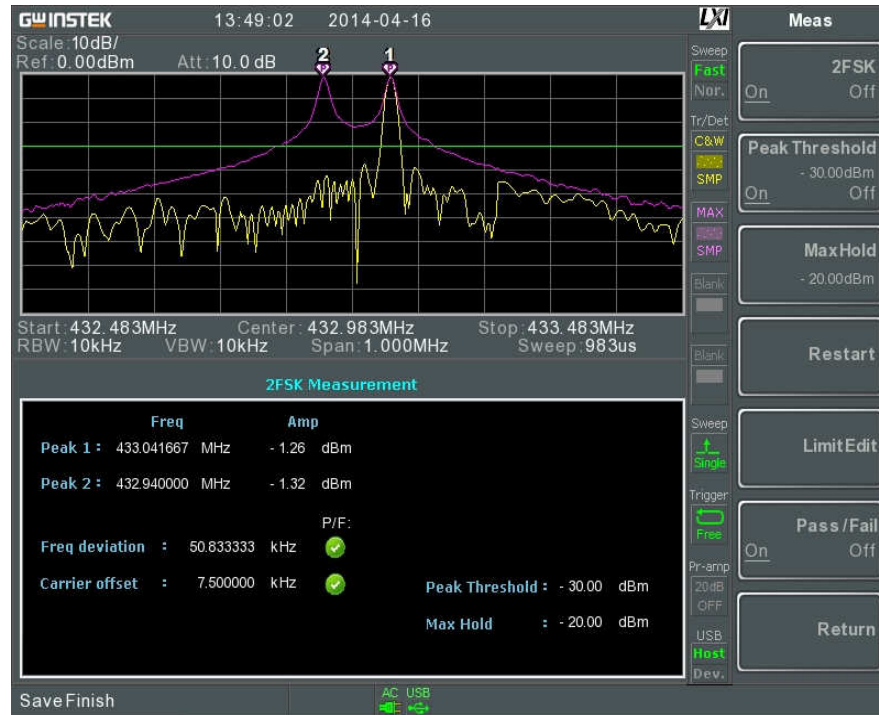 GWINSTEK 13:49:02 2014-04-16 LXI
Scale:10dB/
Ref:0.00dBm Att:10.0 dB
2 1
Start:432.483MHz Center:432.983MHz Stop:433.483MHz
RBW:10kHz VBW:10kHz Span:1.000MHz Sweep:983us
2FSK Measurement
Freq Amp
Peak 1 : 433.041667 MHz - 1.26 dBm
Peak 2 : 432.940000 MHz - 1.32 dBm
P/F:
Freq deviation : 50.833333 kHz
Carrier offset : 7.500000 kHz
Peak Threshold : - 30.00 dBm
Max Hold : - 20.00 dBm
Save Finish
AC USB
Sweep
Fast
Nor.
Tr/Det
C&W
SMP
MAX
SMP
Blank
Blank
Sweep
Single
Trigger
Free
Pr-amp
20dB
OFF
USB
Host
Dev.
Meas
2FSK
On Off
Peak Threshold
- 30.00dBm
On Off
MaxHold
- 20.00dBm
Restart
LimitEdit
Pass/Fail
On Off
Return